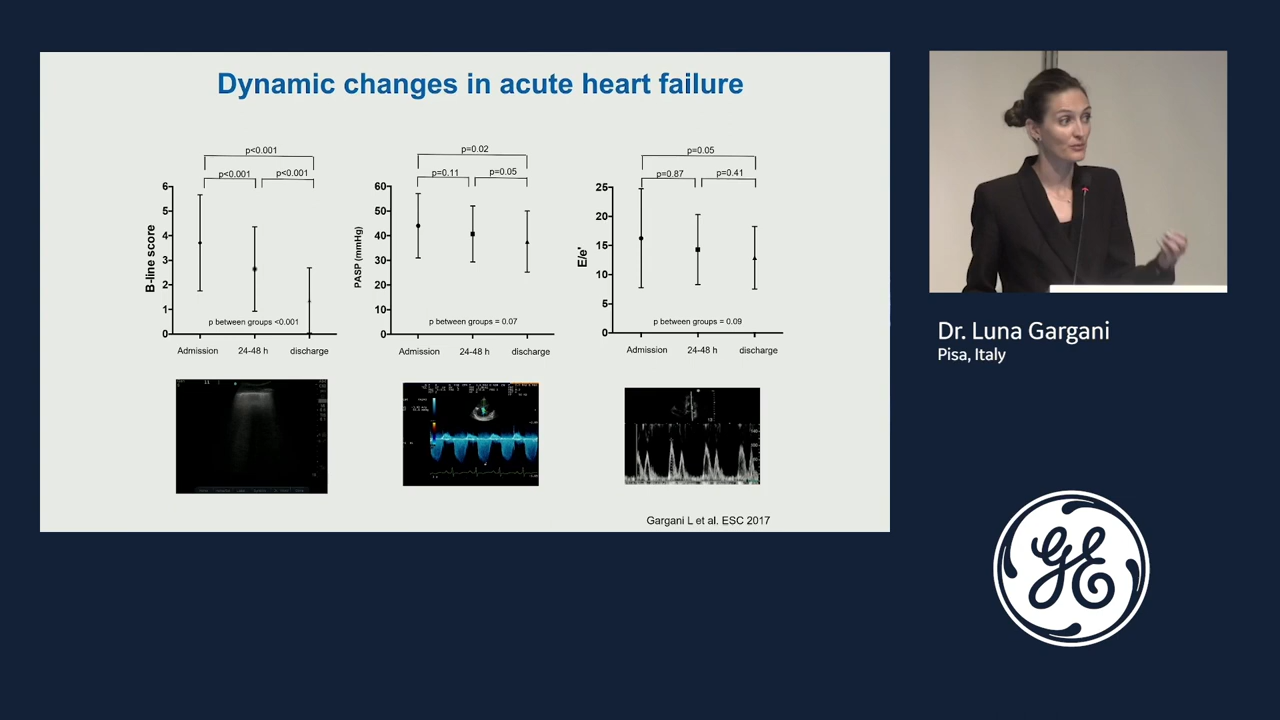 Dynamic changes in acute heart failure
p<0.001
p<0.001
p<0.001
6
5
4
3
2
1
0
B-line score
p between groups <0.001
Admission
24-48 h
discharge
p=0.02
p=0.11
p=0.05
60
50
40
30
20
10
0
PASP (mmHg)
p between groups = 0.07
Admission
24-48 h
discharge
p=0.05
p=0.87
p=0.41
25
20
15
10
5
0
E/e'
p between groups = 0.09
Admission
24-48 h
discharge
Gargani L et al. ESC 2017
Dr. Luna Gargani
Pisa, Italy
GE